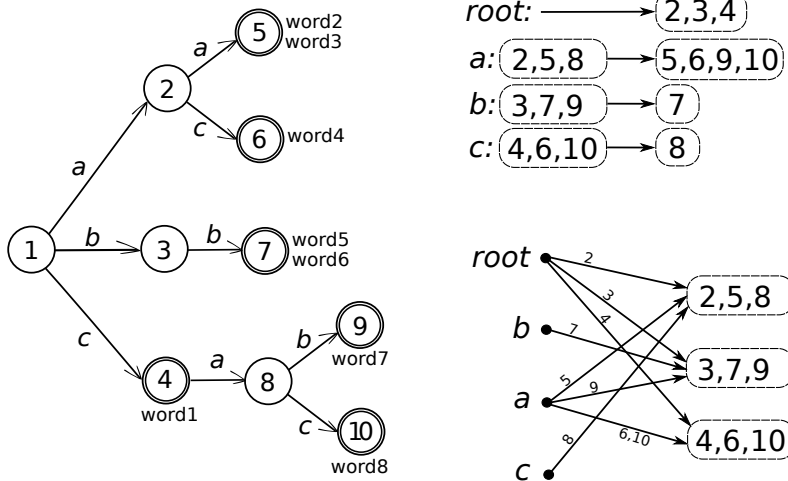 5
word2
word3
a
2
c
6
word4
a
1
b
3
b
7
word5
word6
c
4
word1
a
8
b
9
word7
c
10
word8
root: 2,3,4
a: 2,5,8 5,6,9,10
b: 3,7,9 7
c: 4,6,10 8
root
2
3
4
2,5,8
b
7
3,7,9
5
9
a
6,10
4,6,10
8
c